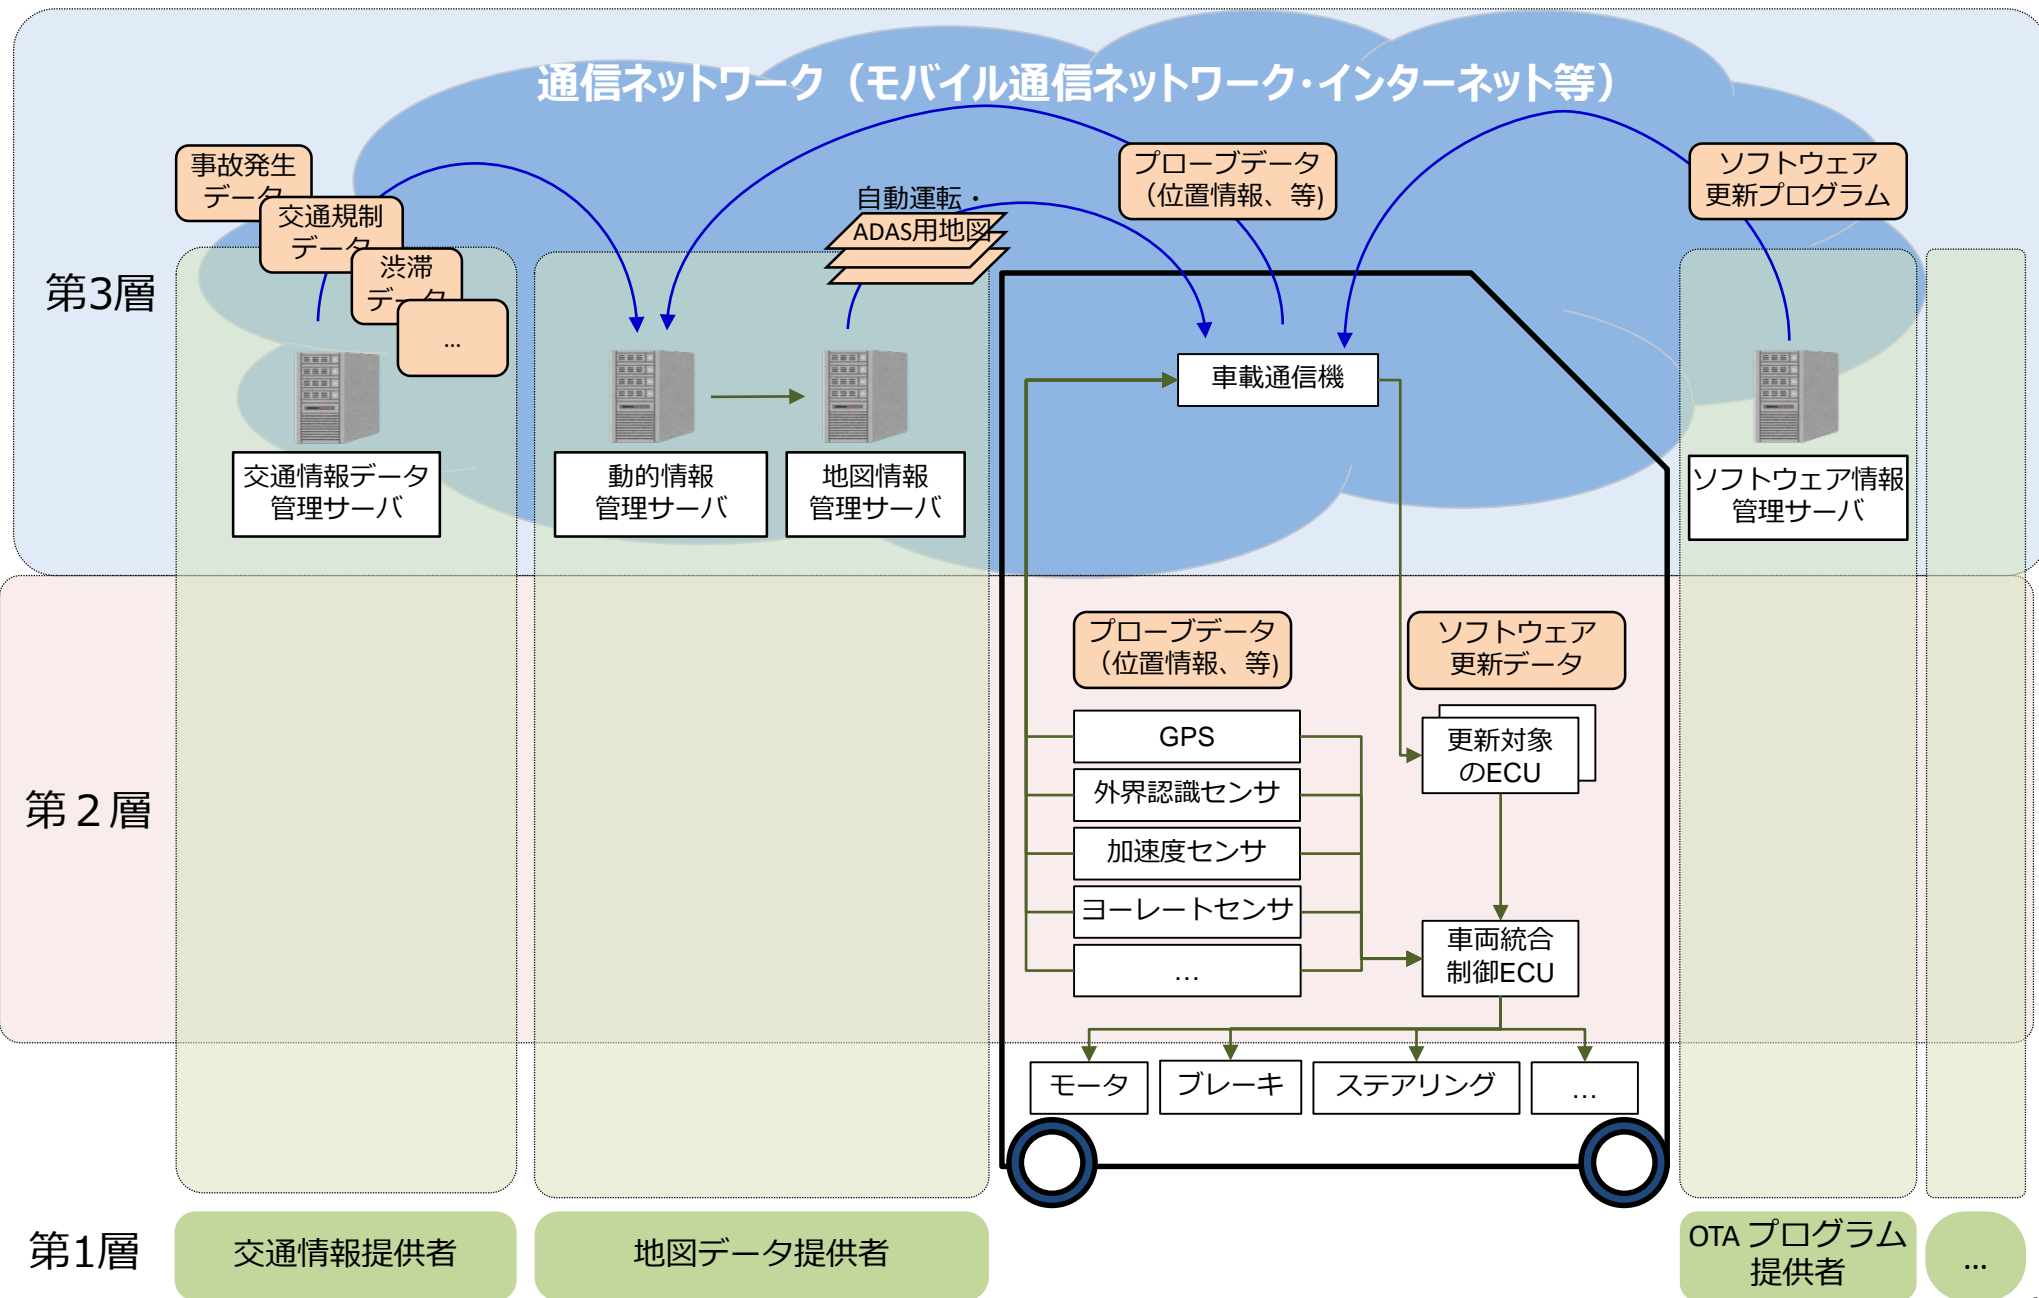 通信ネットワーク（モバイル通信ネットワーク・インターネット等）
事故発生
データ
交通規制
データ
渋滞
データ
...
自動運転・
ADAS用地図
プローブデータ
（位置情報、等)
ソフトウェア
更新プログラム
第3層
車載通信機
交通情報データ
管理サーバ
動的情報
管理サーバ
地図情報
管理サーバ
ソフトウェア情報
管理サーバ
プローブデータ
（位置情報、等)
ソフトウェア
更新データ
第２層
GPS
外界認識センサ
加速度センサ
ヨーレートセンサ
…
更新対象
のECU
車両統合
制御ECU
モータ
ブレーキ
ステアリング
…
第1層
交通情報提供者
地図データ提供者
OTA プログラム
提供者
...